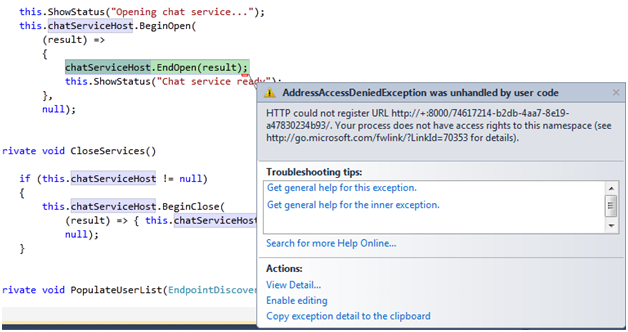 this.ShowStatus("Opening chat service...");
this.chatServiceHost.BeginOpen(
(result) =>
{
chatServiceHost.EndOpen(result);
this.ShowStatus("Chat service ready");
},
null);
rivate void CloseServices()
if (this.chatServiceHost != null)
{
this.chatServiceHost.BeginClose(
(result) => { this.chatServiceHost
null);
}
rivate void PopulateUserList(EndpointDiscover
AddressAccessDeniedException was unhandled by user code
HTTP could not register URL http://+:8000/74617214-b2db-4aa7-8e19-
a47830234b93/. Your process does not have access rights to this namespace (see
http://go.microsoft.com/fwlink/?LinkId=70353 for details).
Troubleshooting tips:
Get general help for this exception.
Get general help for the inner exception.
Search for more Help Online...
Actions:
View Detail...
Enable editing
Copy exception detail to the clipboard